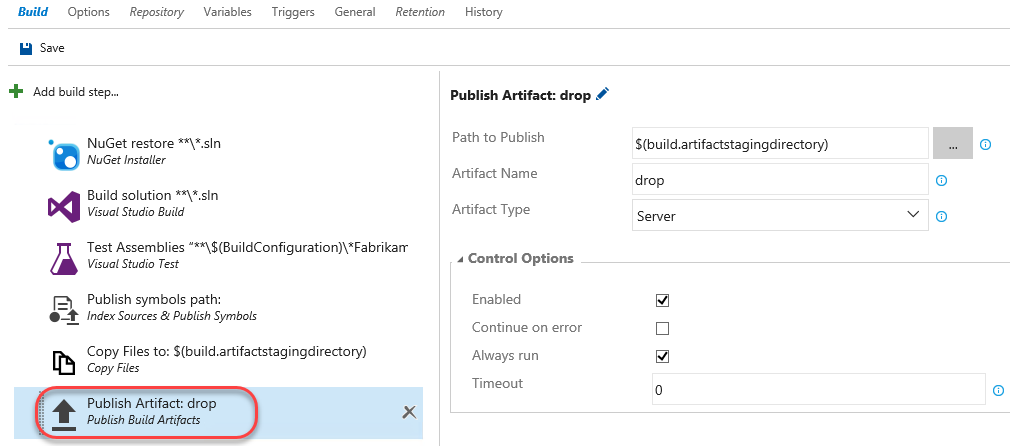 Build Options Repository Variables Triggers General Retention History
Save
Add build step...
NuGet restore **\*.sln
NuGet Installer
Build solution **\*.sln
Visual Studio Build
Test Assemblies "**\$(BuildConfiguration)\*Fabrikam
Visual Studio Test
Publish symbols path:
Index Sources & Publish Symbols
Copy Files to: $(build.artifactstagingdirectory)
Copy Files
Publish Artifact: drop
Publish Build Artifacts
Publish Artifact: drop
Path to Publish $(build.artifactstagingdirectory) ...
Artifact Name drop
Artifact Type Server
Control Options
Enabled
Continue on error
Always run
Timeout 0